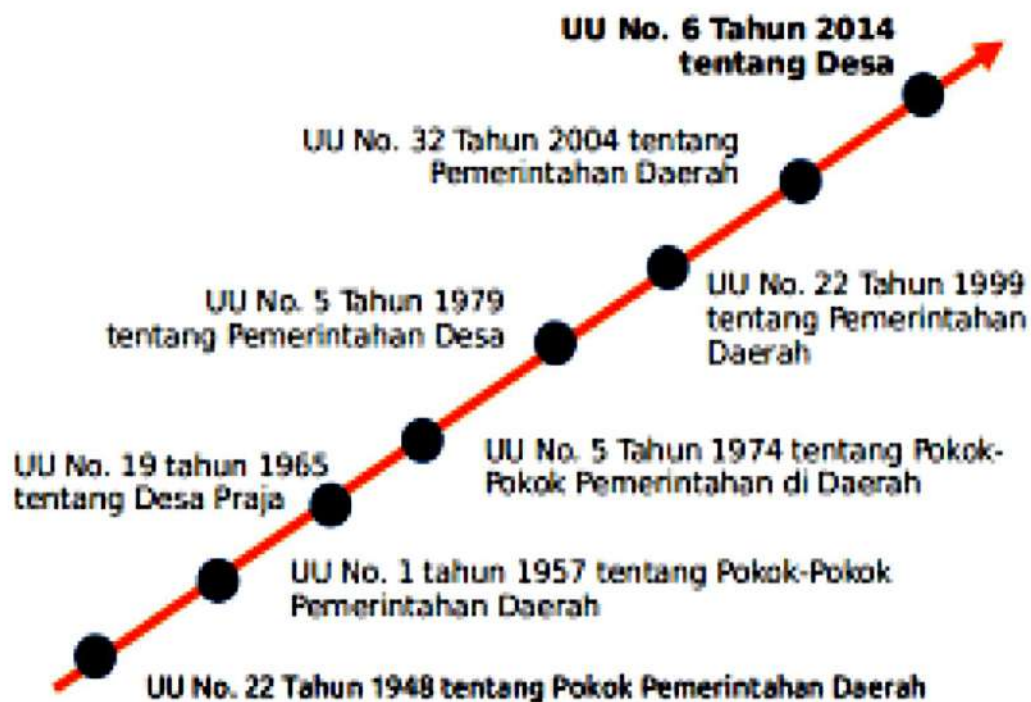 UU No. 6 Tahun 2014
tentang Desa
UU No. 32 Tahun 2004 tentang
Pemerintahan Daerah
UU No. 22 Tahun 1999
tentang Pemerintahan
Daerah
UU No. 5 Tahun 1979
tentang Pemerintahan Desa
UU No. 5 Tahun 1974 tentang Pokok-
Pokok Pemerintahan di Daerah
UU No. 19 tahun 1965
tentang Desa Praja
UU No. 1 tahun 1957 tentang Pokok-Pokok
Pemerintahan Daerah
UU No. 22 Tahun 1948 tentang Pokok Pemerintahan Daerah